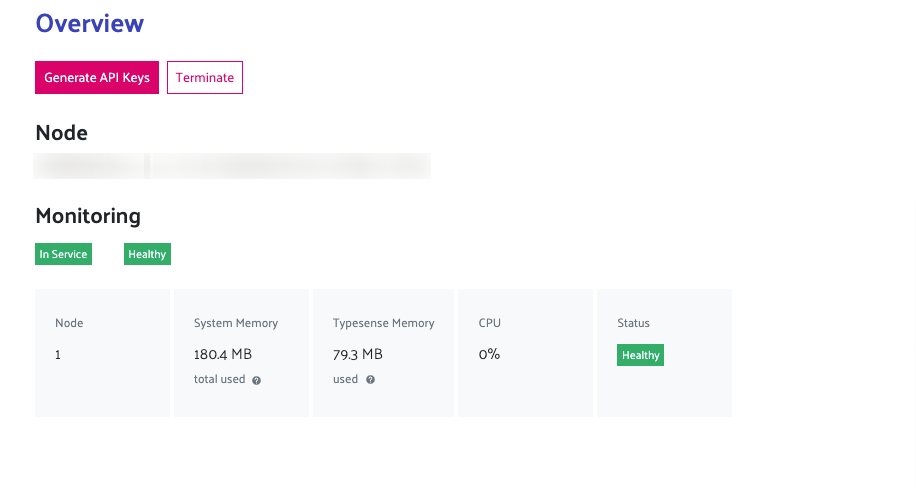 Overview
Generate API Keys Terminate
Node
Monitoring
In Service Healthy
Node System Memory Typesense Memory CPU Status
1 180.4 MB 79.3 MB 0% Healthy
total used ? used ?